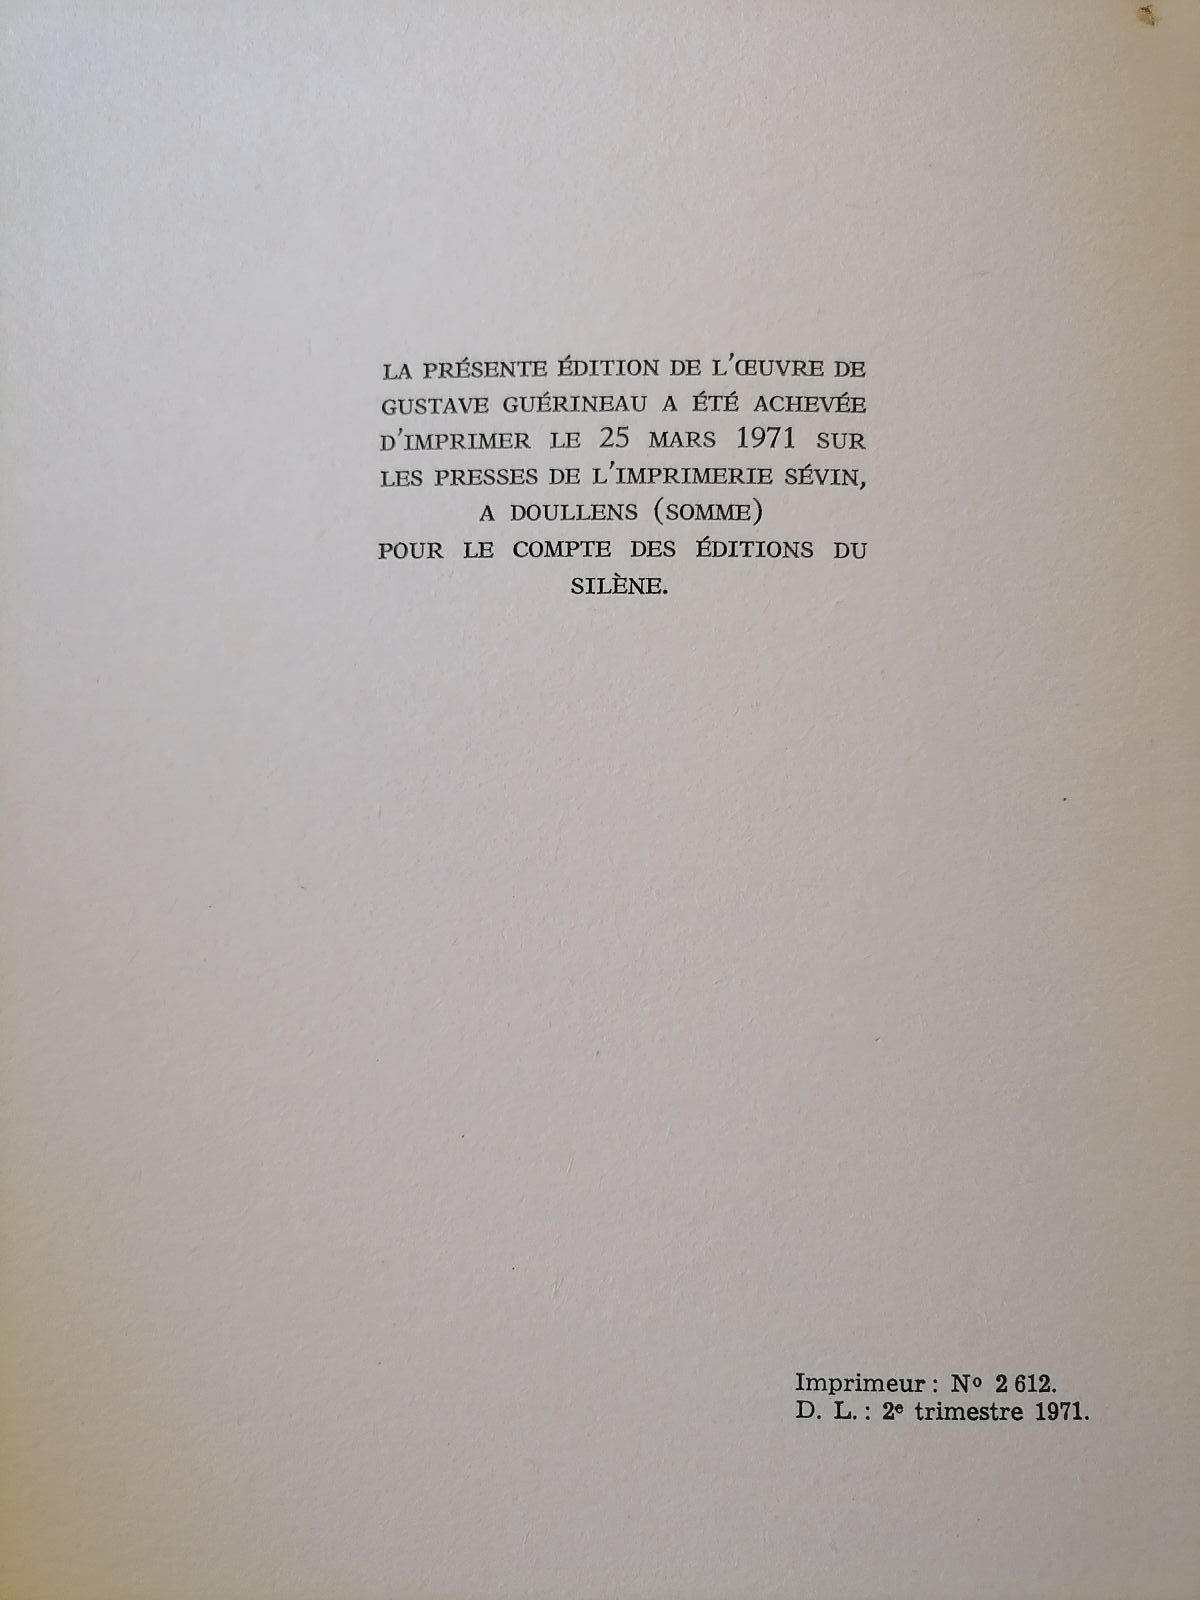 LA PRÉSENTE ÉDITION DE L'ŒUVRE DE
GUSTAVE GUÉRINEAU A ÉTÉ ACHEVÉE
D'IMPRIMER LE 25 MARS 1971 SUR
LES PRESSES DE L'IMPRIMERIE SÉVIN,
A DOULLENS (SOMME)
POUR LE COMPTE DES ÉDITIONS DU
SILÈNE.
Imprimeur : Nº 2 612.
D. L. : 2e trimestre 1971.